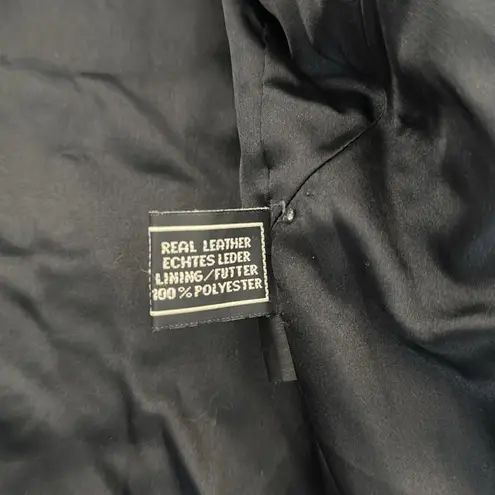 REAL LEATHER
ECHTES LEDER
LINING/FUTTER
100% POLYESTER